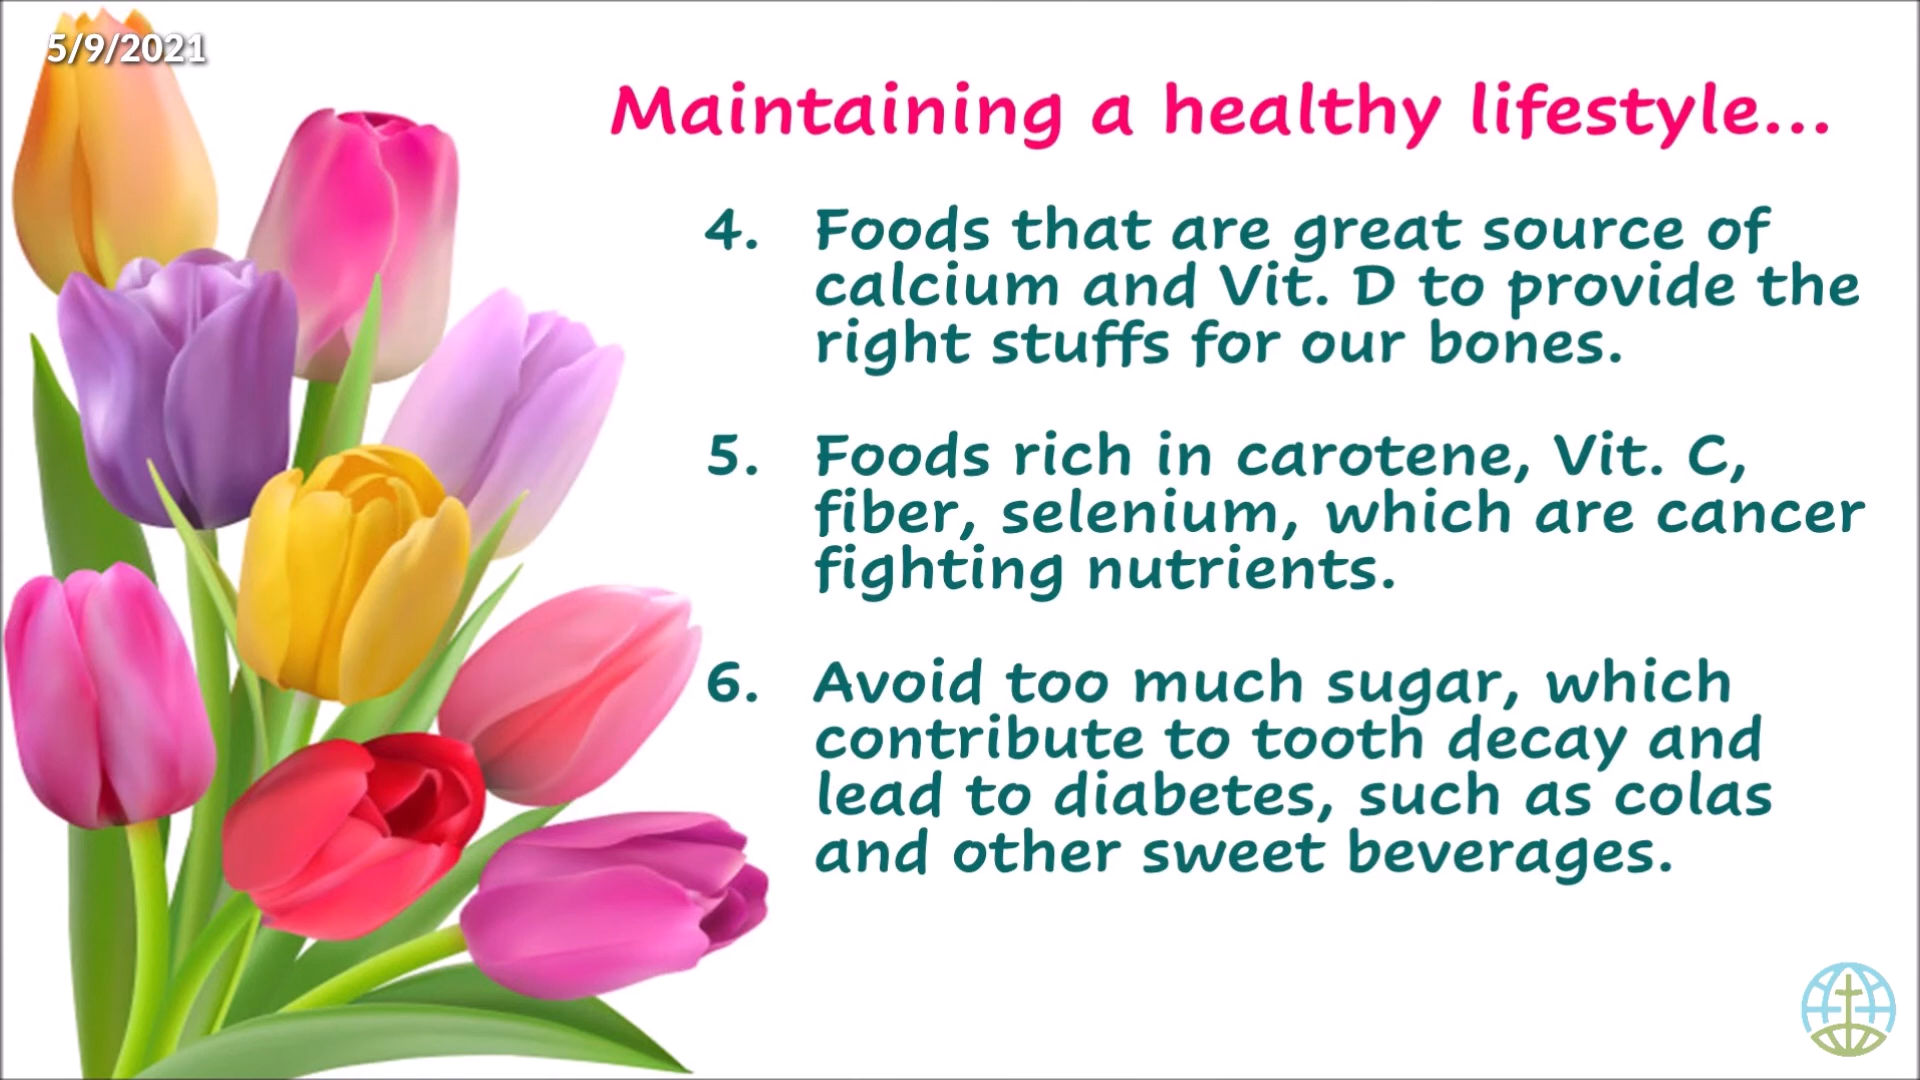 5/9/2021
Maintaining a healthy lifestyle...
4. Foods that are great source of
calcium and Vit. D to provide the
right stuffs for our bones.
5. Foods rich in carotene, Vit. C,
fiber, selenium, which are cancer
fighting nutrients.
6. Avoid too much sugar, which
contribute to tooth decay and
lead to diabetes, such as colas
and other sweet beverages.